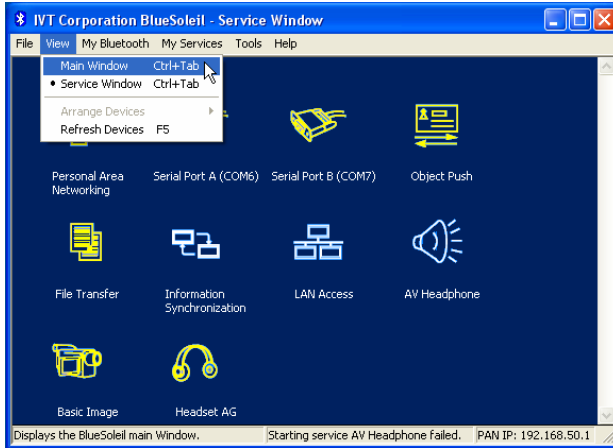 IVT Corporation BlueSoleil - Service Window
File View My Bluetooth My Services Tools Help
Main Window Ctrl+Tab
• Service Window Ctrl+Tab
Arrange Devices
Refresh Devices F5
Personal Area Networking
Serial Port A (COM6)
Serial Port B (COM7)
Object Push
File Transfer
Information Synchronization
LAN Access
AV Headphone
Basic Image
Headset AG
Displays the BlueSoleil main Window.
Starting service AV Headphone failed.
PAN IP: 192.168.50.1